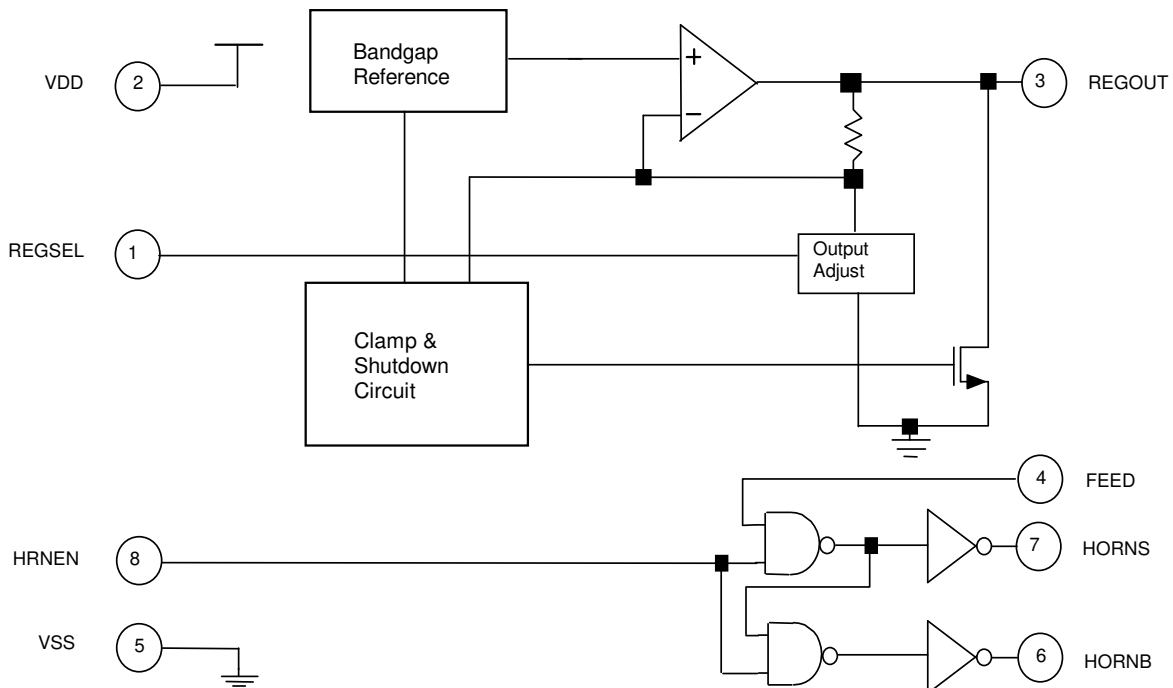 VDD
2
Bandgap
Reference
+
−
3
REGOUT
REGSEL
1
Output
Adjust
Clamp &
Shutdown
Circuit
4
FEED
HRNEN
8
7
HORNS
VSS
5
6
HORNB